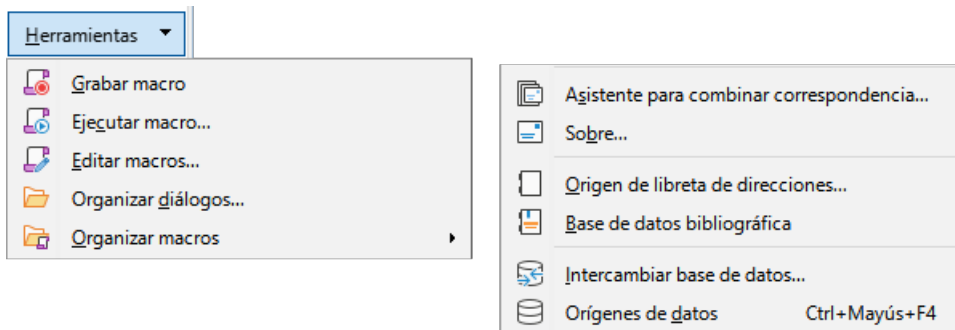 Herramientas
Grabar macro
Ejecutar macro...
Editar macros...
Organizar diálogos...
Organizar macros
Asistente para combinar correspondencia...
Sobre...
Origen de libreta de direcciones...
Base de datos bibliográfica
Intercambiar base de datos...
Orígenes de datos Ctrl+Mayús+F4